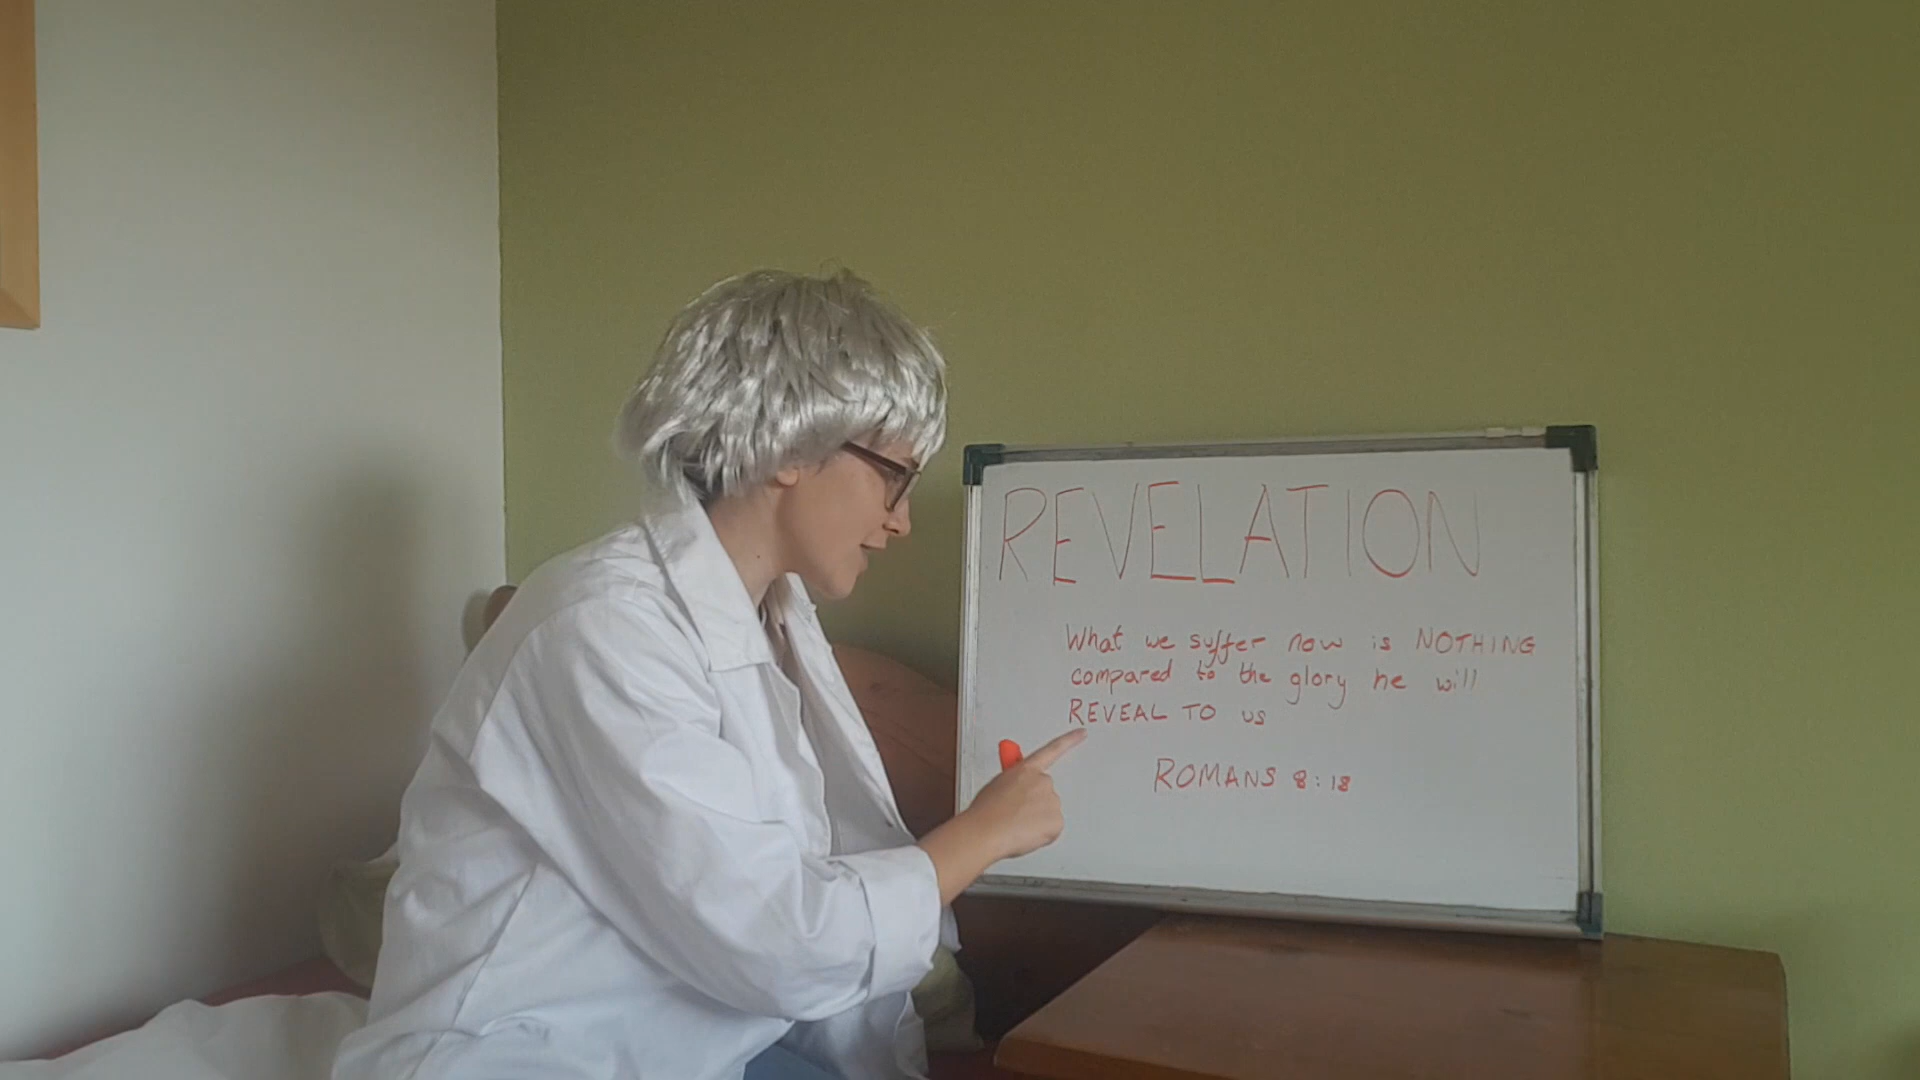 REVELATION
What we suffer now is NOTHING
compared to the glory he will
REVEAL TO us
ROMANS 8:18